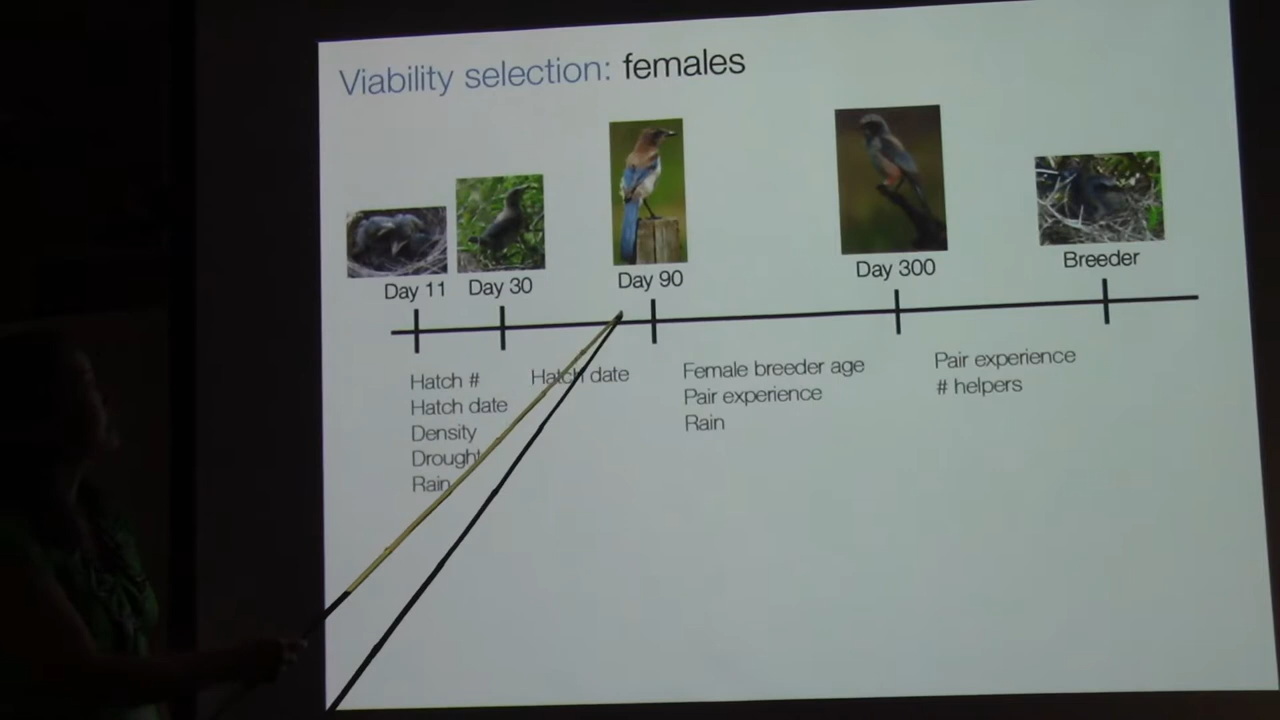 Viability selection: females
Day 11
Day 30
Day 90
Day 300
Breeder
Hatch #
Hatch date
Density
Drought
Rain
Hatch date
Female breeder age
Pair experience
Rain
Pair experience
# helpers